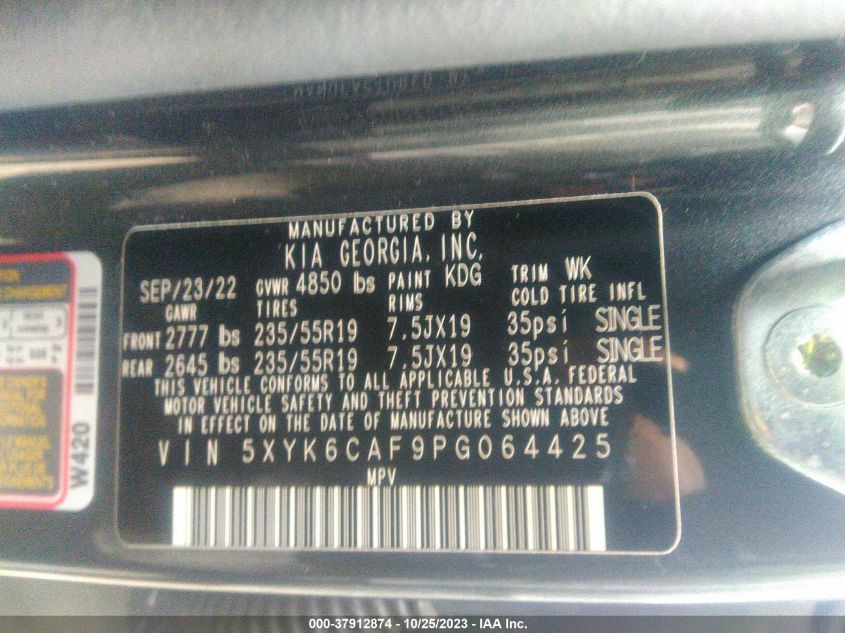 MANUFACTURED BY
KIA GEORGIA, INC.
SEP/23/22 GVWR 4850 lbs PAINT KDG TRIM WK
GAWR TIRES RIMS COLD TIRE INFL
FRONT 2777 lbs 235/55R19 7.5JX19 35psi SINGLE
REAR 2645 lbs 235/55R19 7.5JX19 35psi SINGLE
THIS VEHICLE CONFORMS TO ALL APPLICABLE U.S.A. FEDERAL
MOTOR VEHICLE SAFETY AND THEFT PREVENTION STANDARDS
IN EFFECT ON THE DATE OF MANUFACTURE SHOWN ABOVE
VIN 5XYK6CAF9PG064425
MPV
W420
000-37912874 - 10/25/2023 - IAA Inc.